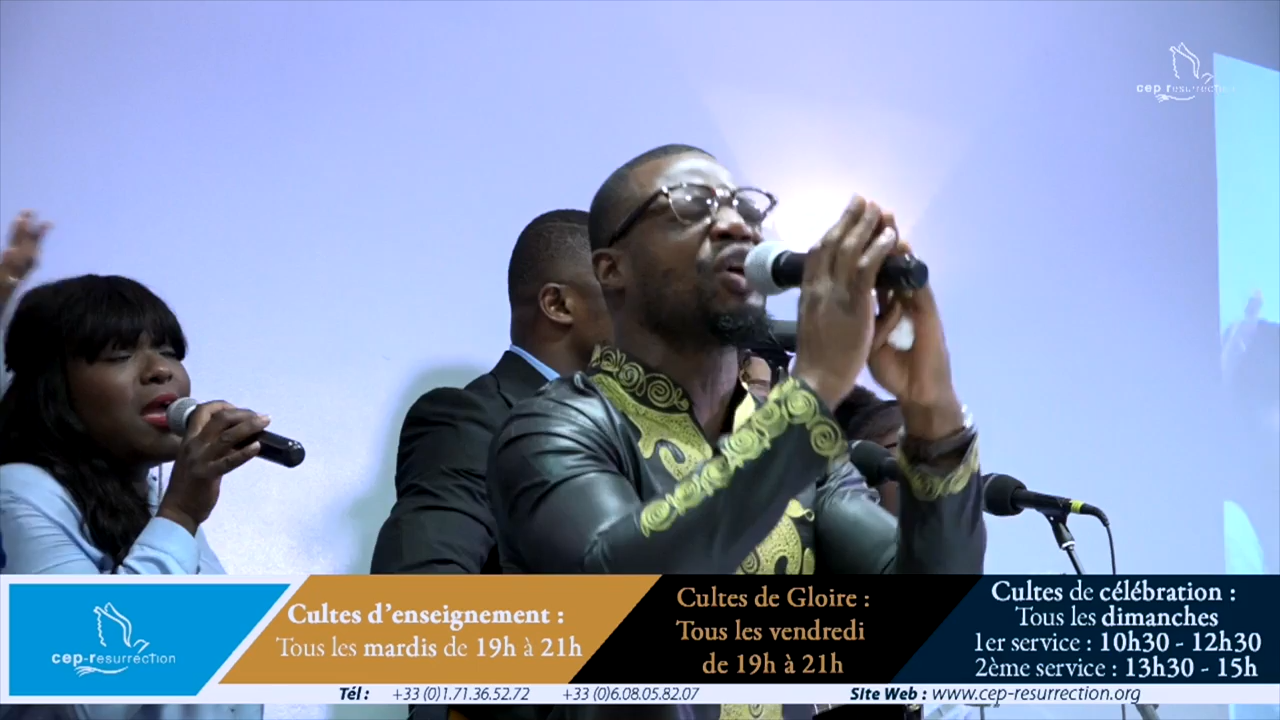 cep-resurrection
Cultes d'enseignement :
Tous les mardis de 19h à 21h
Cultes de Gloire :
Tous les vendredi
de 19h à 21h
Cultes de célébration :
Tous les dimanches
1er service : 10h30 - 12h30
2ème service : 13h30 - 15h
cep-resurrection
Tél : +33 (0)1.71.36.52.72 +33 (0)6.08.05.82.07 Site Web : www.cep-resurrection.org